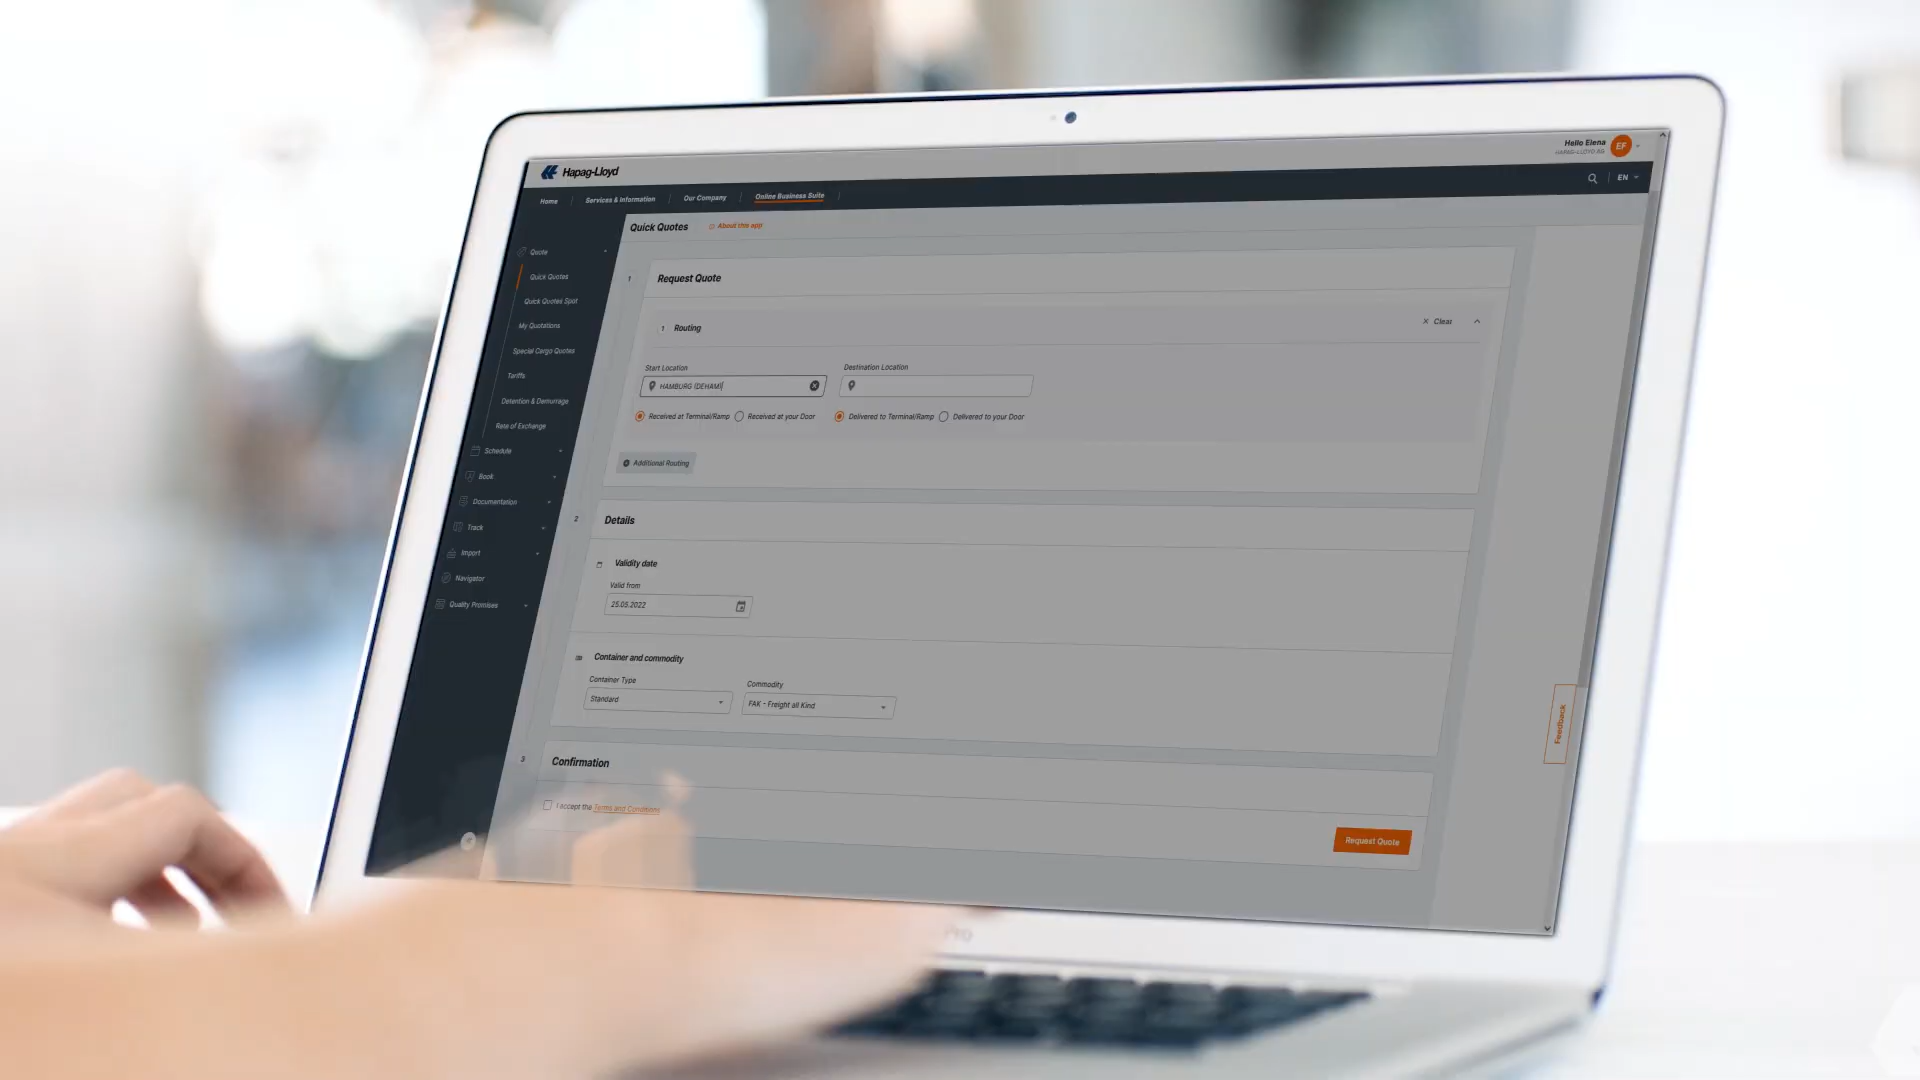 Hello Elena
HAPAG-LLOYD AG
EF
Hapag-Lloyd
Home
Services & Information
Our Company
Online Business Suite
EN
Quick Quotes
About this app
Quote
Quick Quotes
Quick Quotes Spot
My Quotations
Special Cargo Quotes
Tariffs
Detention & Demurrage
Rate of Exchange
Schedule
Book
Documentation
Track
Import
Navigator
Quality Promises
1
Request Quote
1 Routing
× Clear
Start Location
Destination Location
HAMBURG (DEHAM)
Received at Terminal/Ramp
Received at your Door
Delivered to Terminal/Ramp
Delivered to your Door
Additional Routing
2
Details
Validity date
Valid from
25.05.2022
Container and commodity
Container Type
Commodity
Standard
FAK - Freight all Kind
3
Confirmation
I accept the Terms and Conditions
Request Quote
Feedback
Pro